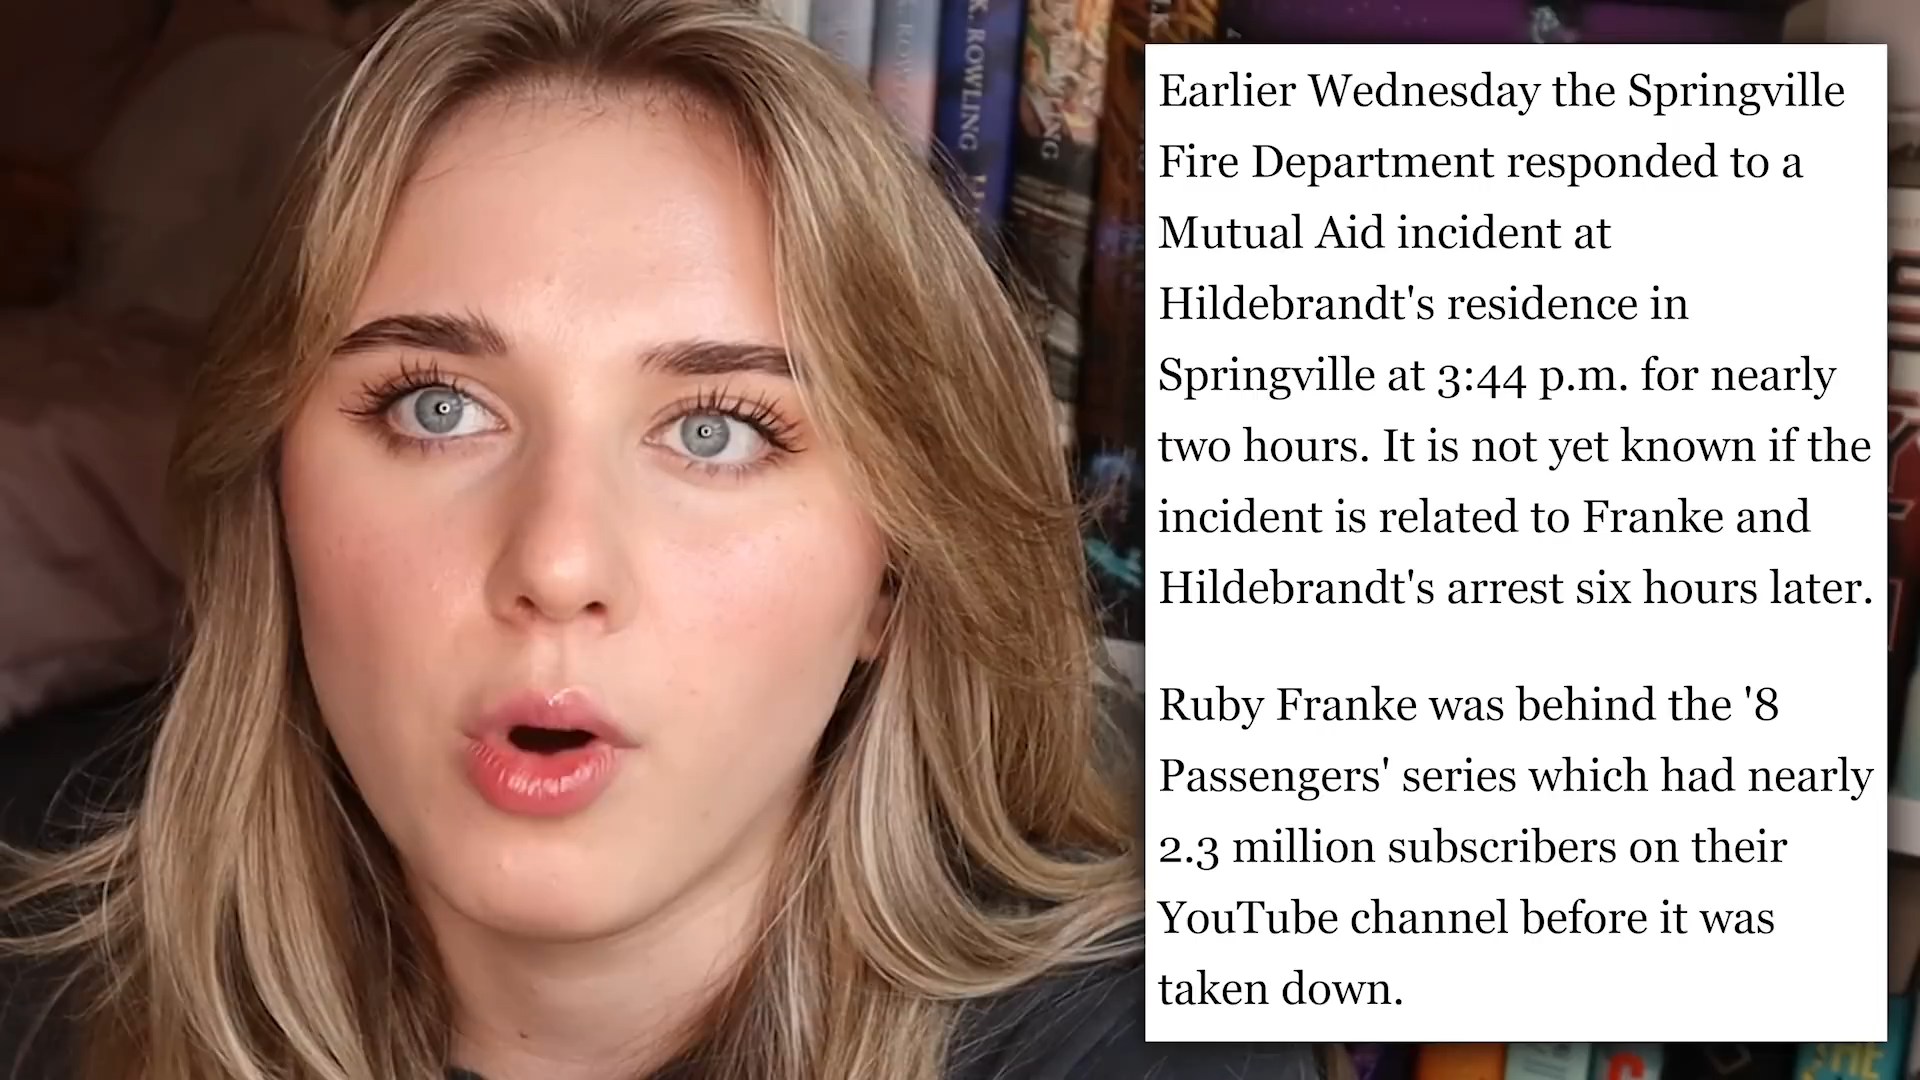 K. ROWLING
ROWLING
Earlier Wednesday the Springville
Fire Department responded to a
Mutual Aid incident at
Hildebrandt's residence in
Springville at 3:44 p.m. for nearly
two hours. It is not yet known if the
incident is related to Franke and
Hildebrandt's arrest six hours later.
Ruby Franke was behind the '8
Passengers' series which had nearly
2.3 million subscribers on their
YouTube channel before it was
taken down.